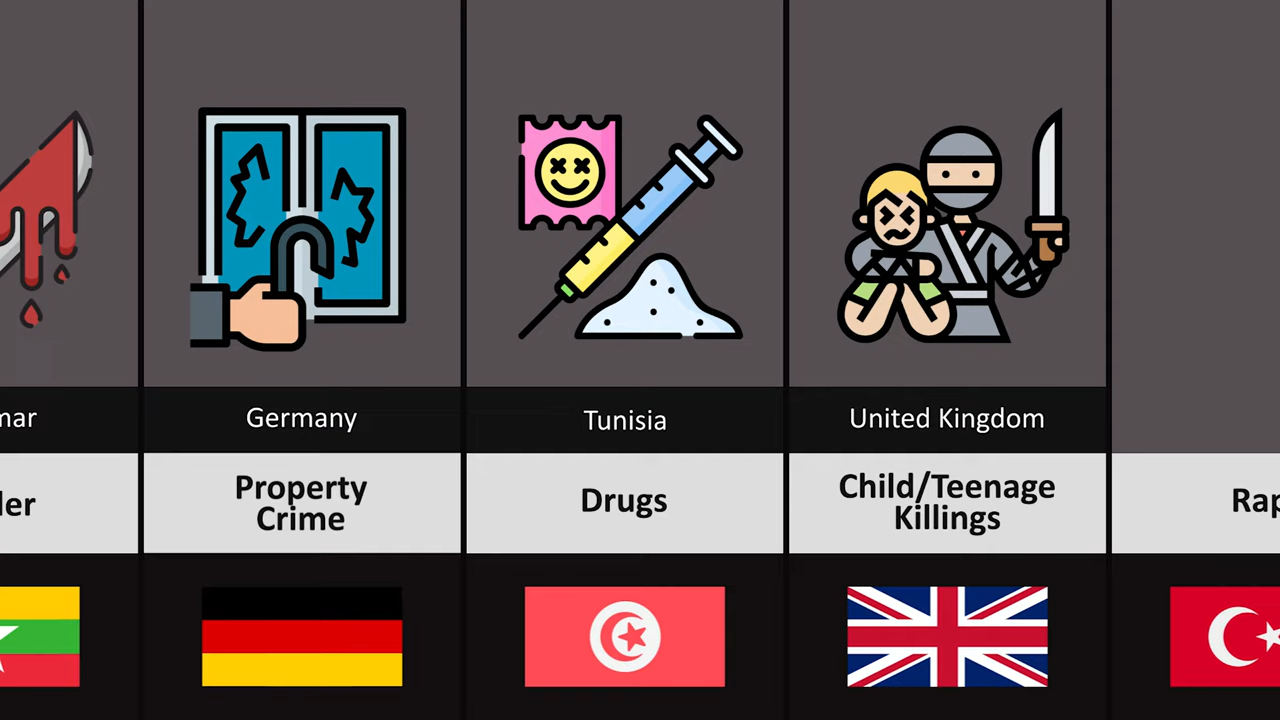 Germany
Tunisia
United Kingdom
Property
Crime
Drugs
Child/Teenage
Killings